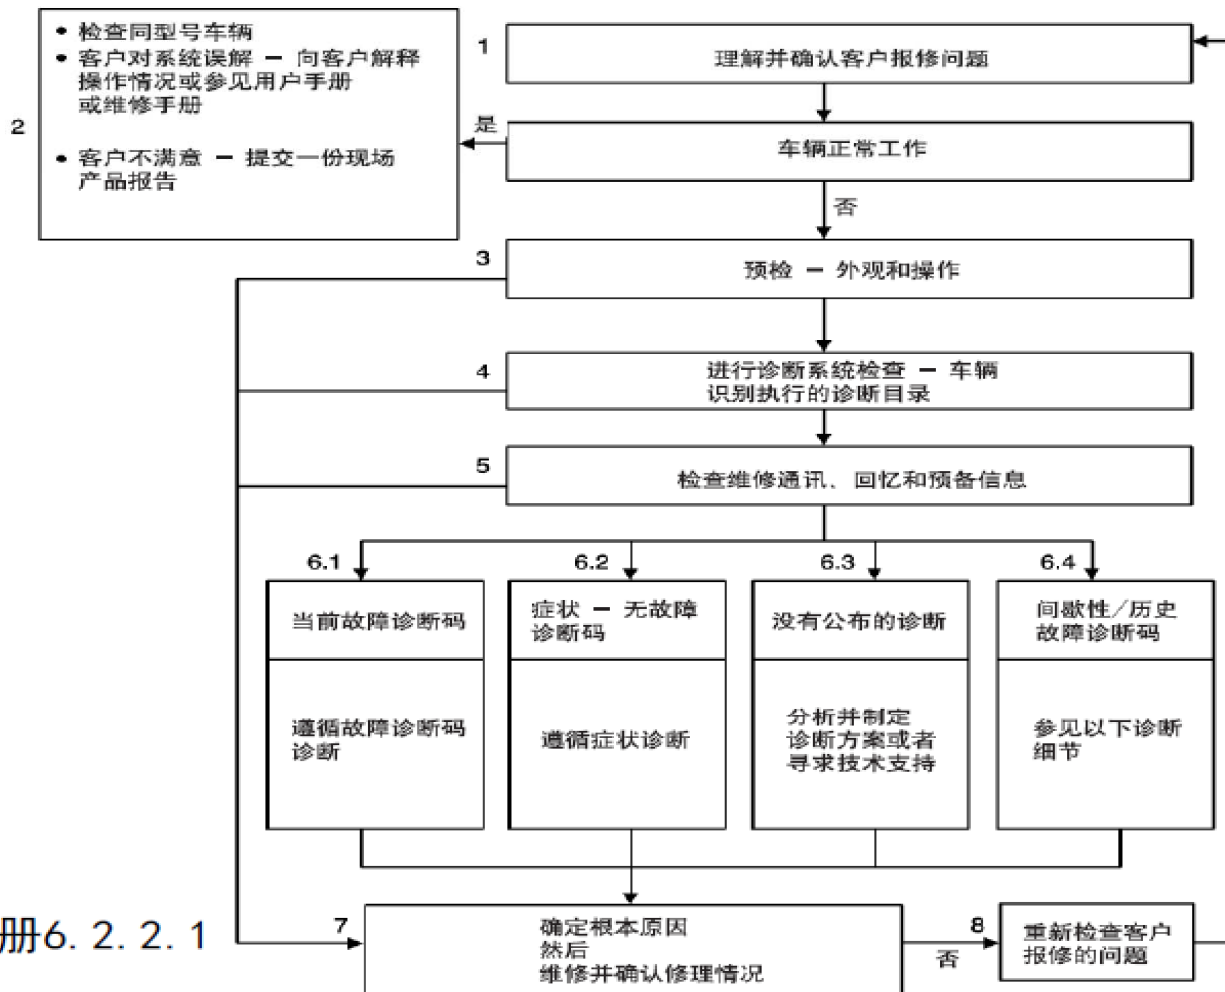 • 检查同型号车辆
• 客户对系统误解 － 向客户解释
操作情况或参见用户手册
或维修手册
• 客户不满意 － 提交一份现场
产品报告
2
1
理解并确认客户报修问题
是
车辆正常工作
否
3
预检 － 外观和操作
4
进行诊断系统检查 － 车辆
识别执行的诊断目录
5
检查维修通讯、回忆和预备信息
6.1
当前故障诊断码
遵循故障诊断码
诊断
6.2
症状 － 无故障
诊断码
遵循症状诊断
6.3
没有公布的诊断
分析并制定
诊断方案或者
寻求技术支持
6.4
间歇性/历史
故障诊断码
参见以下诊断
细节
册6.2.2.1
7
确定根本原因
然后
维修并确认修理情况
否
8
重新检查客户
报修的问题